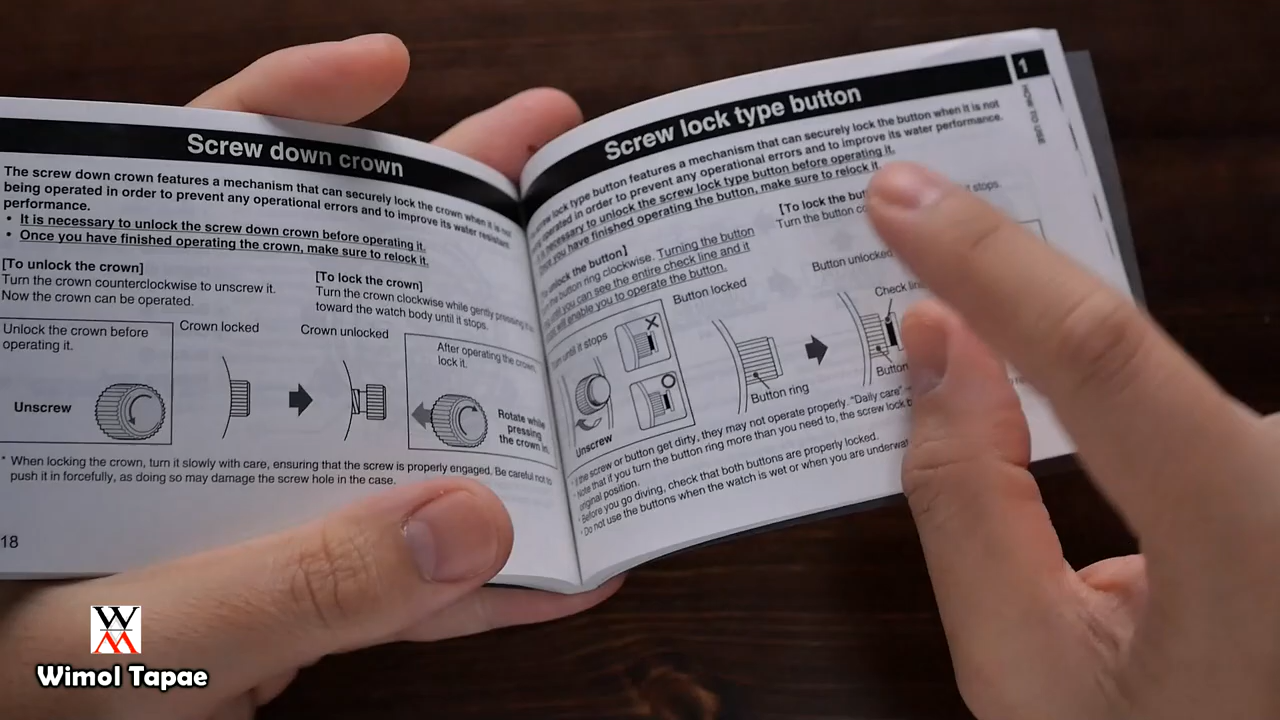 Screw down crown
The screw down crown features a mechanism that can securely lock the crown when it is not
being operated in order to prevent any operational errors and to improve its water resistant
performance.
• It is necessary to unlock the screw down crown before operating it.
• Once you have finished operating the crown, make sure to relock it.
[To unlock the crown]
Turn the crown counterclockwise to unscrew it.
Now the crown can be operated.
[To lock the crown]
Turn the crown clockwise while gently pressing it
toward the watch body until it stops.
Unlock the crown before
operating it.
Unscrew
Crown locked
Crown unlocked
After operating the crown,
lock it.
Rotate while
pressing
the crown in.
* When locking the crown, turn it slowly with care, ensuring that the screw is properly engaged. Be careful not to
push it in forcefully, as doing so may damage the screw hole in the case.
18
Screw lock type button
1
HOW TO USE
screw lock type button features a mechanism that can securely lock the button when it is not
operated in order to prevent any operational errors and to improve its water performance.
necessary to unlock the screw lock type button before operating it.
Once you have finished operating the button, make sure to relock it.
unlock the button]
the button ring clockwise. Turning the button
until you can see the entire check line and it
will enable you to operate the button.
[To lock the
Turn the button
it stops.
until it stops
Unscrew
Button locked
Button ring
Button unlocked
Check
Button
* If the screw or button get dirty, they may not operate properly. "Daily care"
* Note that if you turn the button ring more than you need to, the screw lock
original position.
* Before you go diving, check that both buttons are properly locked.
* Do not use the buttons when the watch is wet or when you are
W
M
Wimol Tapae